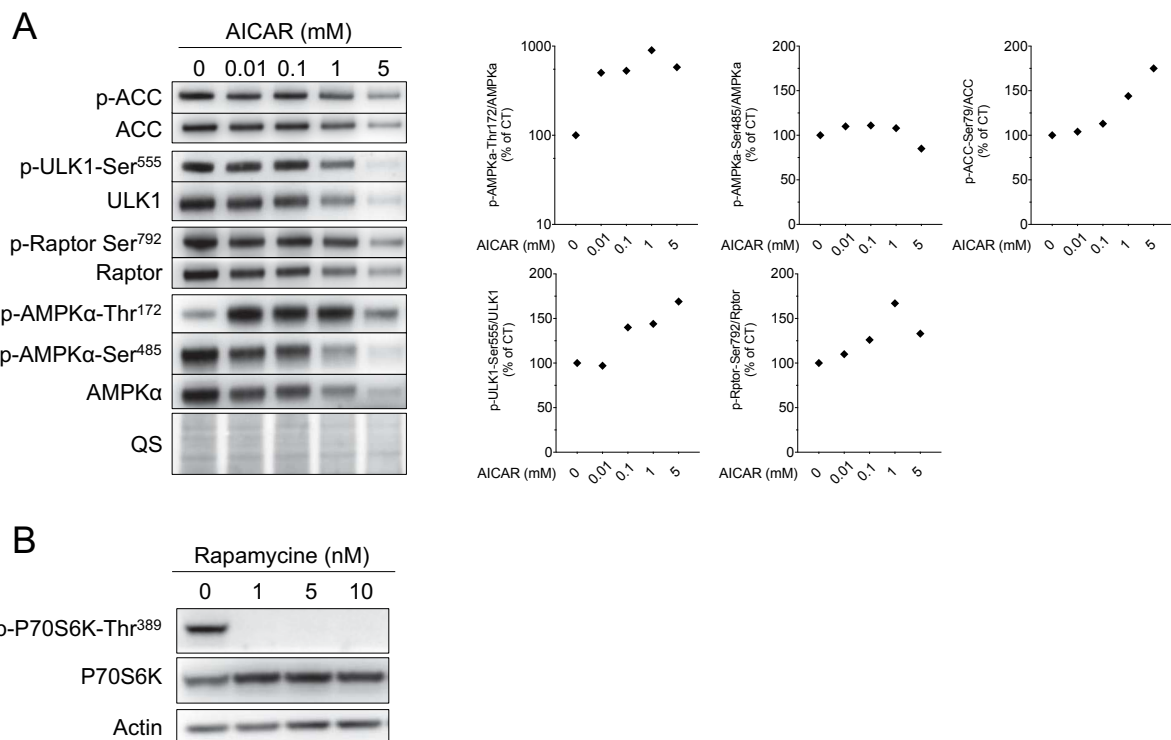 A
AICAR (mM)
0 0.01 0.1 1 5
p-ACC
ACC
p-ULK1-Ser555
ULK1
p-Raptor Ser792
Raptor
p-AMPKα-Thr172
p-AMPKα-Ser485
AMPKα
QS
p-AMPKa-Thr172/AMPKa
(% of CT)
1000
100
10
AICAR (mM) 0 0.01 0.1 1 5
p-AMPKa-Ser485/AMPKa
(% of CT)
200
150
100
50
0
AICAR (mM) 0 0.01 0.1 1 5
p-ACC-Ser79/ACC
(% of CT)
200
150
100
50
0
AICAR (mM) 0 0.01 0.1 1 5
p-ULK1-Ser555/ULK1
(% of CT)
200
150
100
50
0
AICAR (mM) 0 0.01 0.1 1 5
p-Rptor-Ser792/Rptor
(% of CT)
200
150
100
50
0
AICAR (mM) 0 0.01 0.1 1 5
B
Rapamycine (nM)
0 1 5 10
p-P70S6K-Thr389
P70S6K
Actin